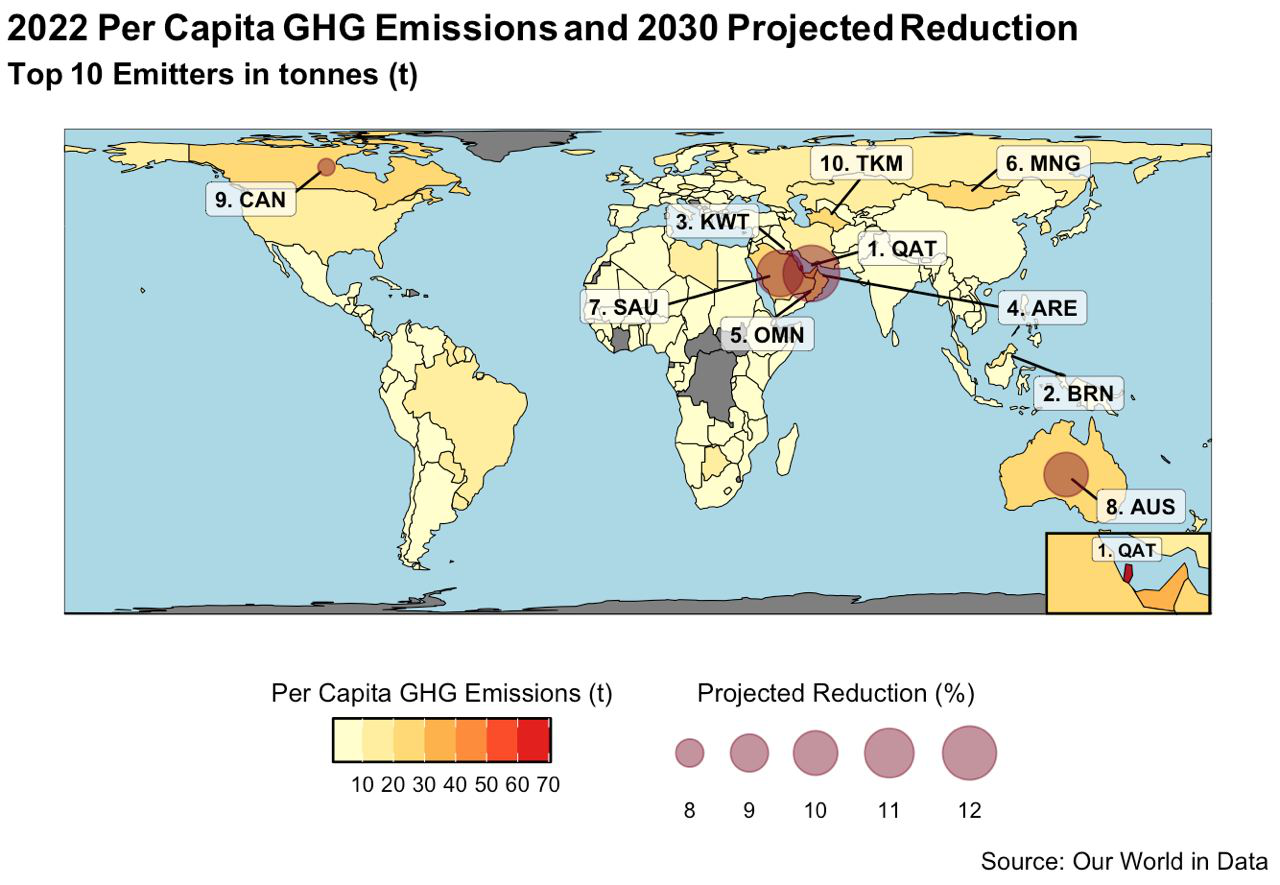 2022 Per Capita GHG Emissions and 2030 Projected Reduction
Top 10 Emitters in tonnes (t)
10. TKM
6. MNG
9. CAN
3. KWT
1. QAT
7. SAU
4. ARE
5. OMN
2. BRN
8. AUS
1. QAT
Per Capita GHG Emissions (t)
10 20 30 40 50 60 70
Projected Reduction (%)
8 9 10 11 12
Source: Our World in Data